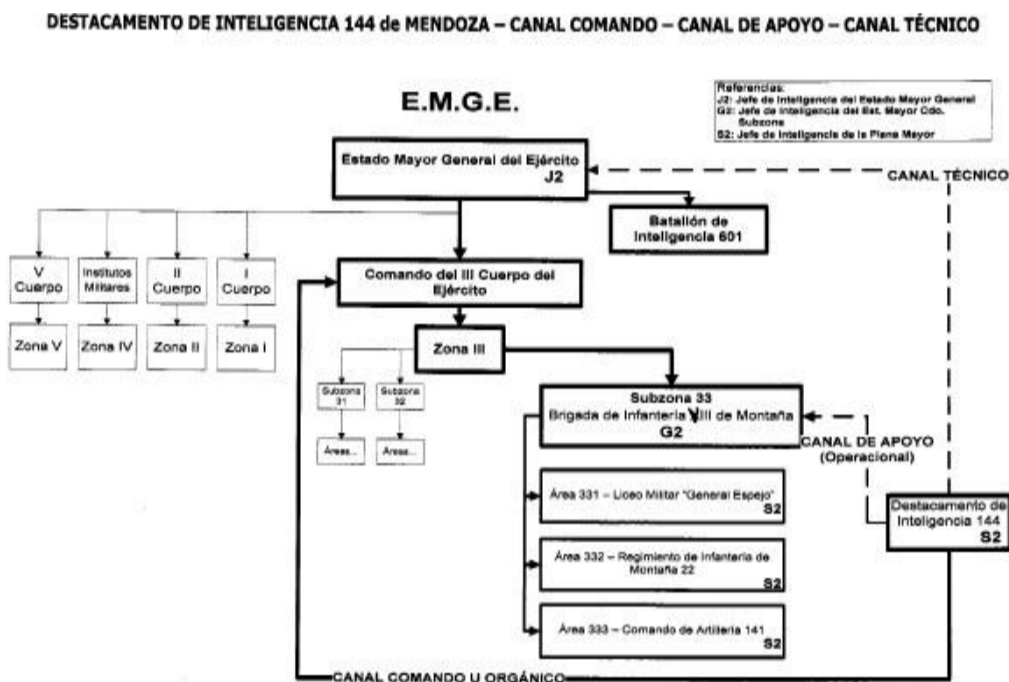 DESTACAMENTO DE INTELIGENCIA 144 de MENDOZA – CANAL COMANDO – CANAL DE APOYO – CANAL TÉCNICO
E.M.G.E.
Referencias:
J2: Jefe de Inteligencia del Estado Mayor General
G2: Jefe de Inteligencia del Est. Mayor Cdo.
Subzona
S2: Jefe de Inteligencia de la Plana Mayor
Estado Mayor General del Ejército
J2
CANAL TÉCNICO
Batallón de
Inteligencia 601
V
Cuerpo
Institutos
Militares
II
Cuerpo
I
Cuerpo
Comando del III Cuerpo del
Ejército
Zona V
Zona IV
Zona II
Zona I
Zona III
Subzona
31
Subzona
32
Áreas...
Áreas...
Subzona 33
Brigada de Infantería VIII de Montaña
G2
CANAL DE APOYO
(Operacional)
Área 331 – Liceo Militar "General Espejo"
S2
Destacamento de
Inteligencia 144
S2
Área 332 – Regimiento de Infantería de
Montaña 22
S2
Área 333 – Comando de Artillería 141
S2
CANAL COMANDO U ORGÁNICO